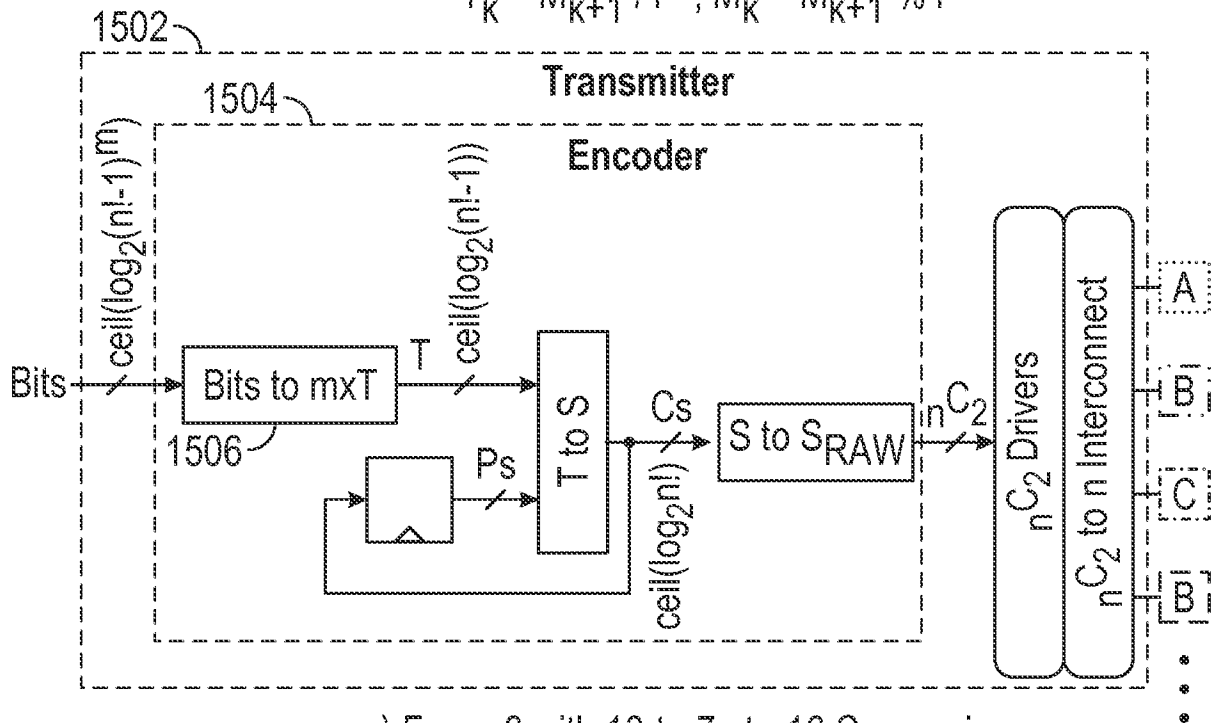 1502
Transmitter
1504
Encoder
ceil(log2(n!-1)^m)
ceil(log2(n!-1))
Bits
Bits to mxT
T
1506
Ps
T to S
Cs
ceil(log2n!)
S to SRAW
nC2
nC2 Drivers
nC2 to n Interconnect
A
B
C
B